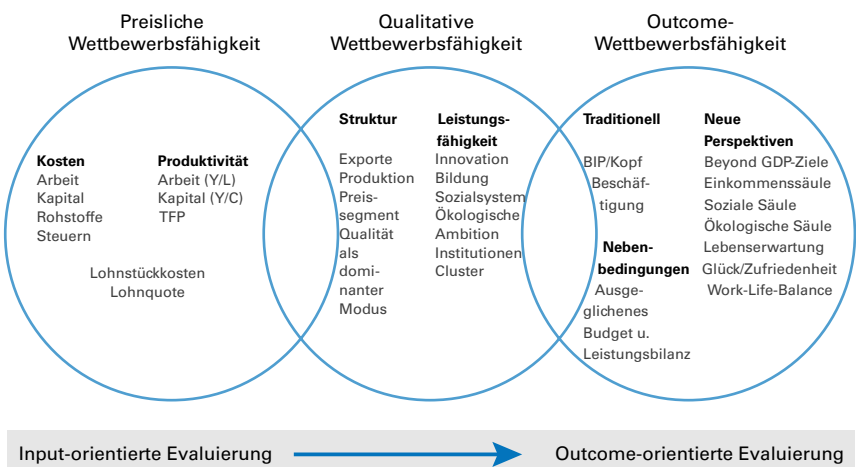 Preisliche
Wettbewerbsfähigkeit
Qualitative
Wettbewerbsfähigkeit
Outcome-
Wettbewerbsfähigkeit
Kosten
Arbeit
Kapital
Rohstoffe
Steuern
Produktivität
Arbeit (Y/L)
Kapital (Y/C)
TFP
Lohnstückkosten
Lohnquote
Struktur
Exporte
Produktion
Preis-
segment
Qualität
als
domi-
nanter
Modus
Leistungs-
fähigkeit
Innovation
Bildung
Sozialsystem
Ökologische
Ambition
Institutionen
Cluster
Traditionell
BIP/Kopf
Beschäf-
tigung
Neben-
bedingungen
Ausge-
glichenes
Budget u.
Leistungsbilanz
Neue
Perspektiven
Beyond GDP-Ziele
Einkommenssäule
Soziale Säule
Ökologische Säule
Lebenserwartung
Glück/Zufriedenheit
Work-Life-Balance
Input-orientierte Evaluierung
Outcome-orientierte Evaluierung